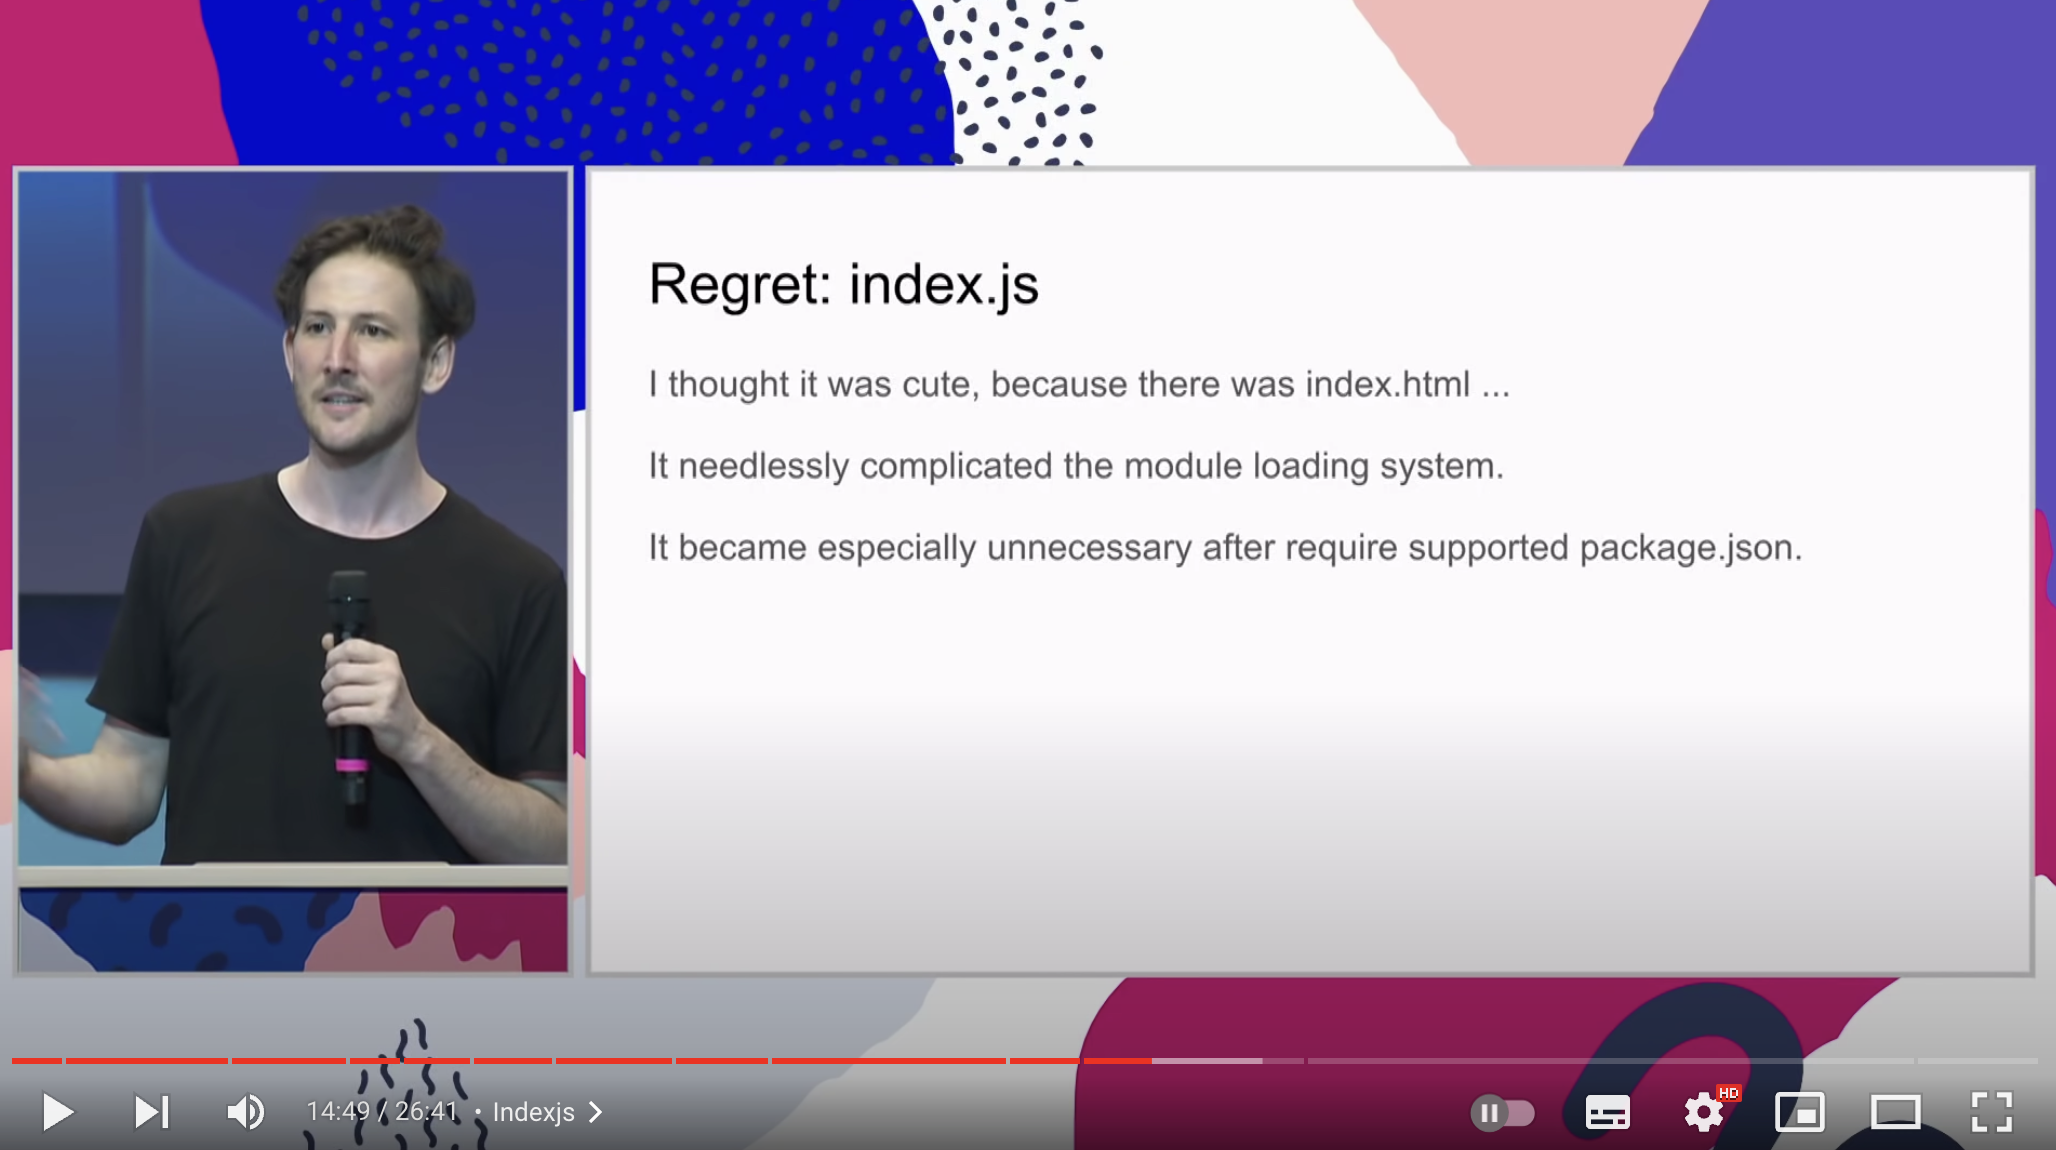 Regret: index.js
I thought it was cute, because there was index.html ...
It needlessly complicated the module loading system.
It became especially unnecessary after require supported package.json.
14:49 / 26:41 • Indexjs
HD